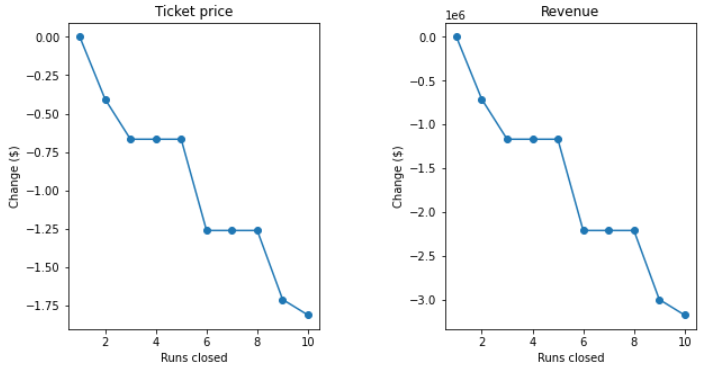 Ticket price
0.00
−0.25
−0.50
−0.75
−1.00
−1.25
−1.50
−1.75
Change ($)
2 4 6 8 10
Runs closed
Revenue
1e6
0.0
−0.5
−1.0
−1.5
−2.0
−2.5
−3.0
Change ($)
2 4 6 8 10
Runs closed